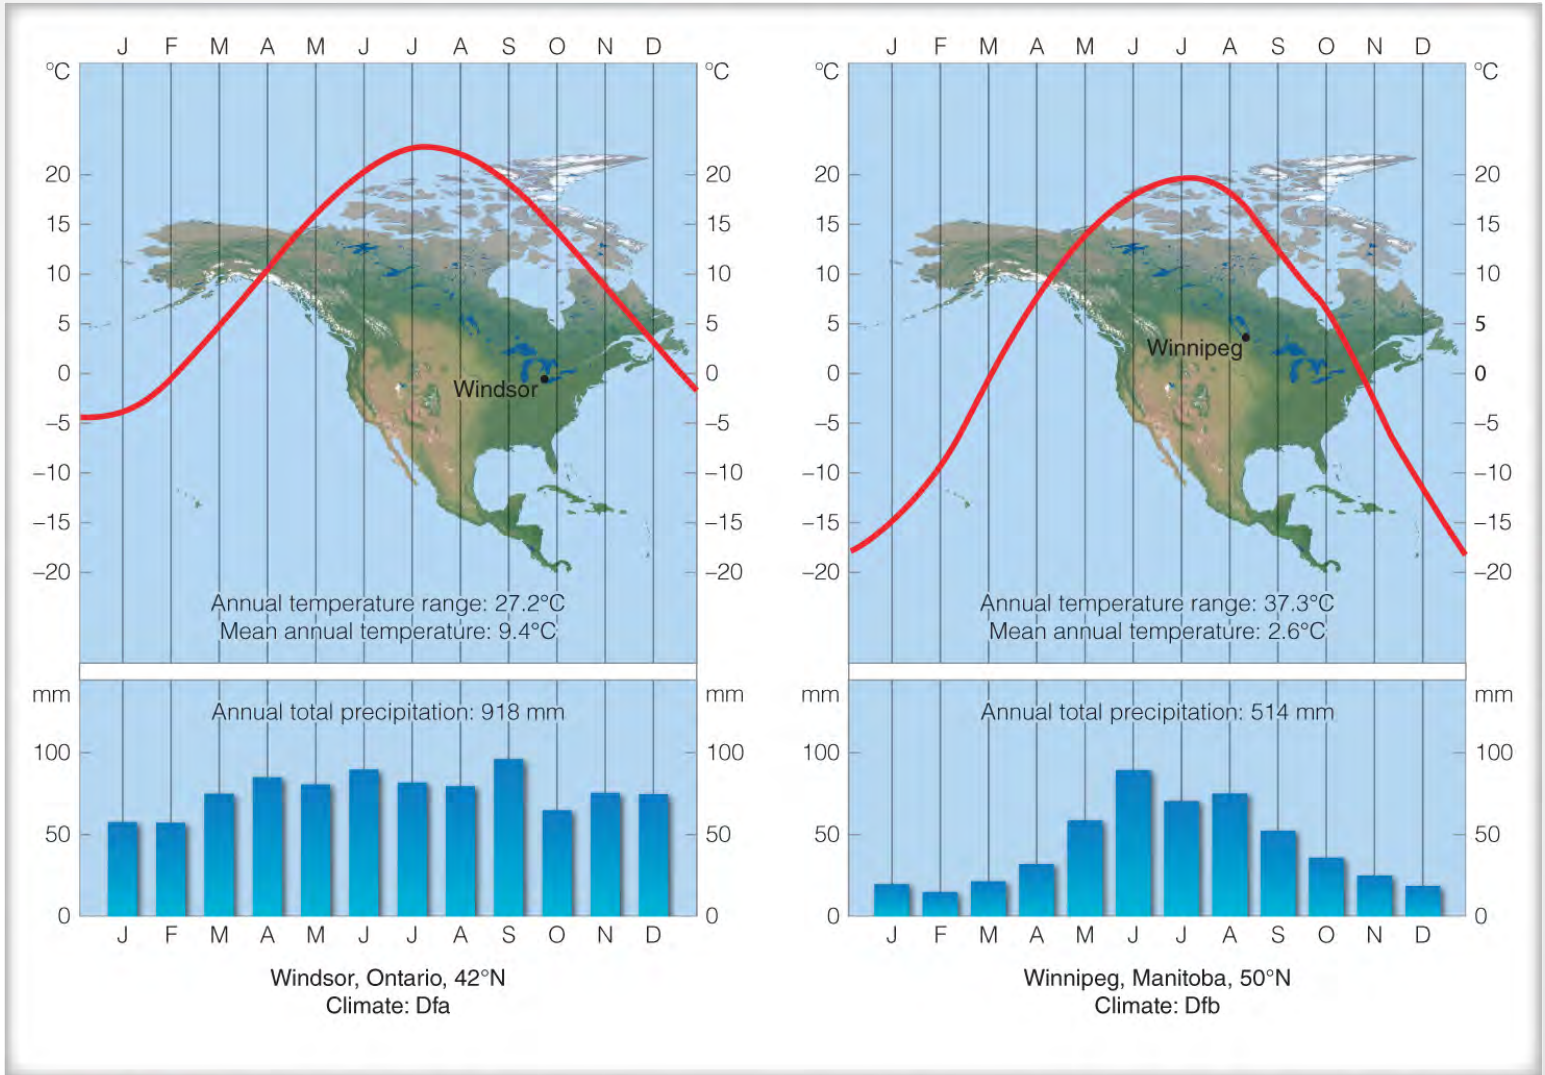 J F M A M J J A S O N D
°C °C
20 20
15 15
10 10
5 5
0 0
–5 –5
–10 –10
–15 –15
–20 –20
Windsor
Annual temperature range: 27.2°C
Mean annual temperature: 9.4°C
mm mm
Annual total precipitation: 918 mm
100 100
50 50
0 0
J F M A M J J A S O N D
Windsor, Ontario, 42°N
Climate: Dfa
J F M A M J J A S O N D
°C °C
20 20
15 15
10 10
5 5
0 0
–5 –5
–10 –10
–15 –15
–20 –20
Winnipeg
Annual temperature range: 37.3°C
Mean annual temperature: 2.6°C
mm mm
Annual total precipitation: 514 mm
100 100
50 50
0 0
J F M A M J J A S O N D
Winnipeg, Manitoba, 50°N
Climate: Dfb